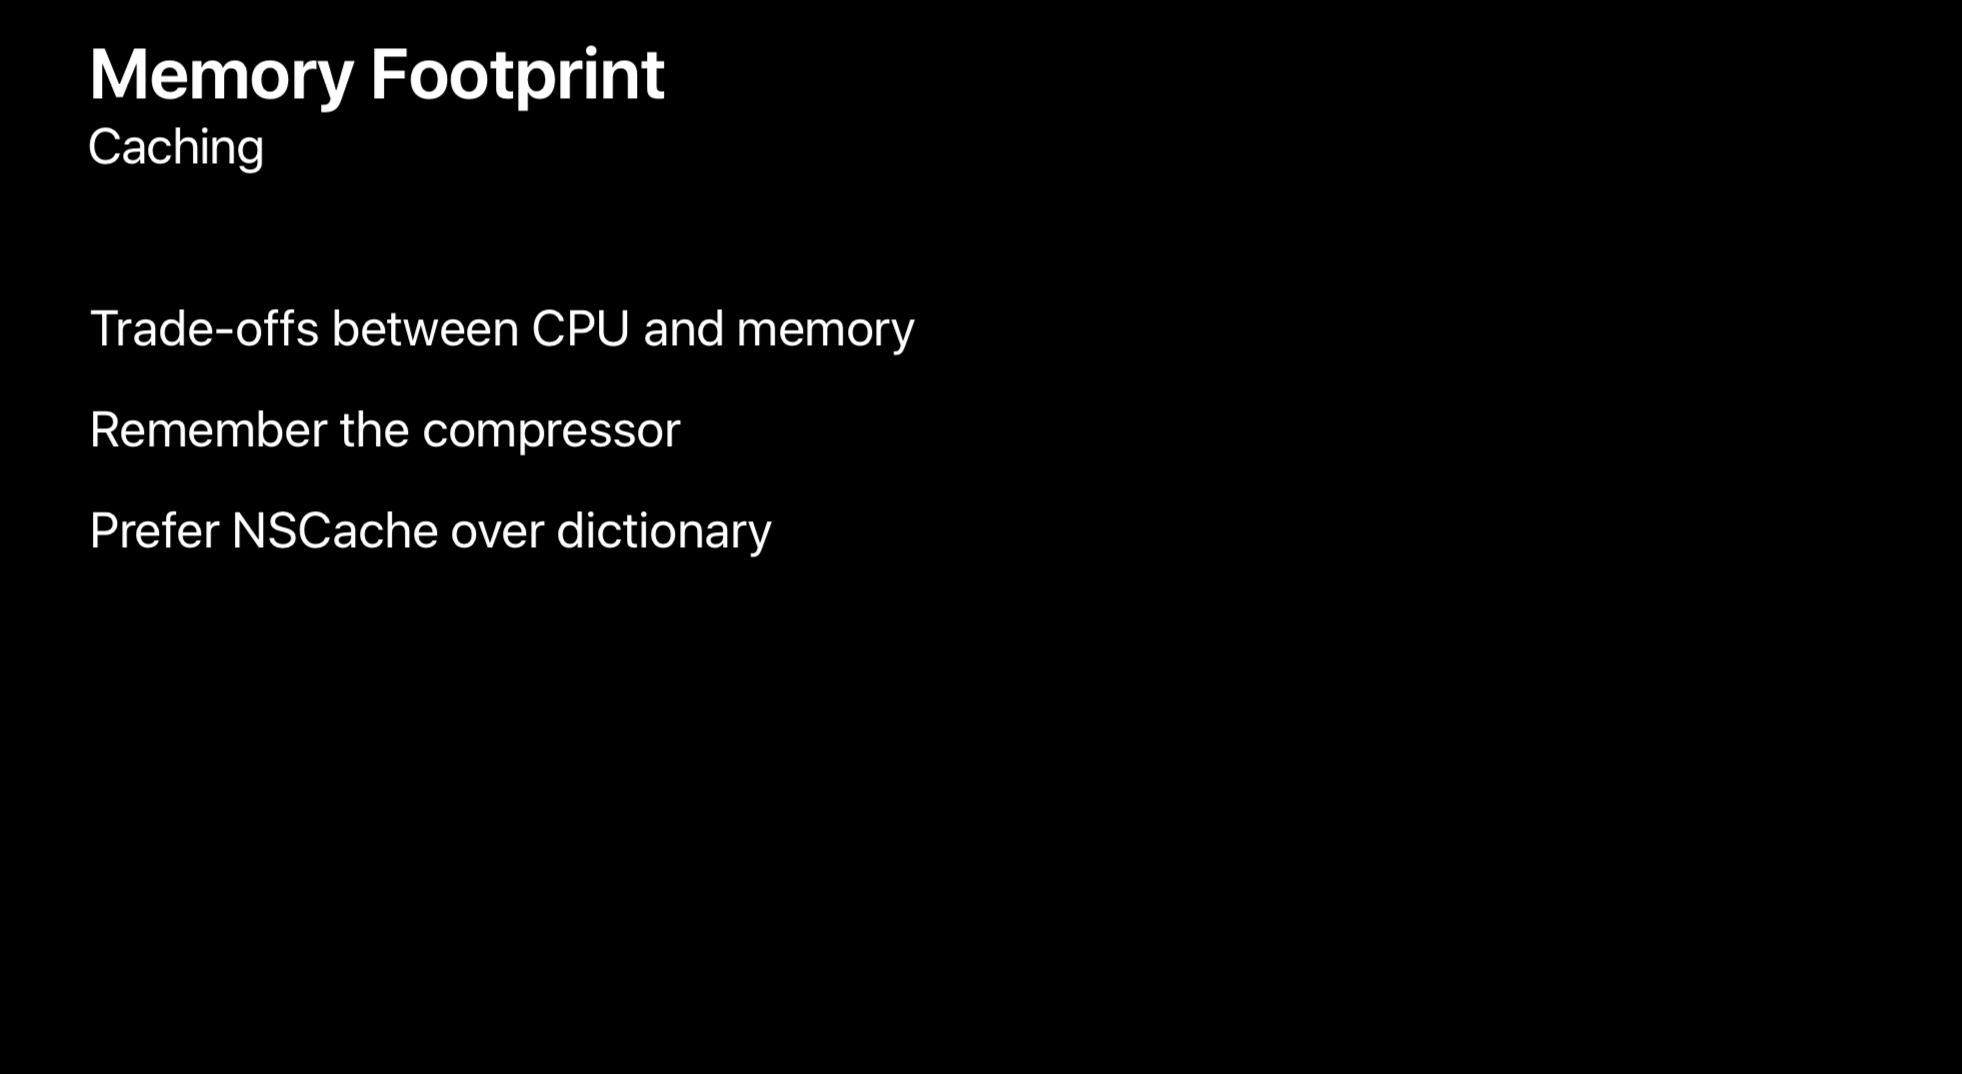 Memory Footprint
Caching
Trade-offs between CPU and memory
Remember the compressor
Prefer NSCache over dictionary